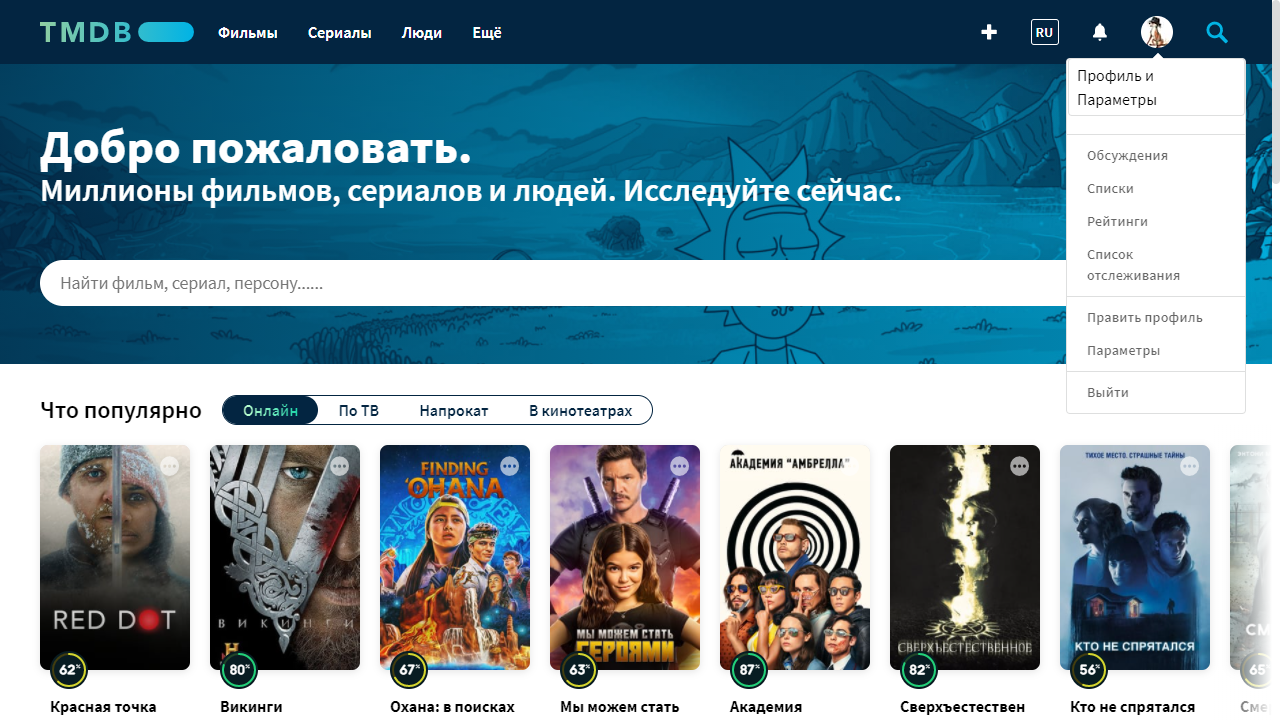 TMDB
Фильмы
Сериалы
Люди
Ещё
RU
Профиль и
Параметры
Обсуждения
Списки
Рейтинги
Список
отслеживания
Править профиль
Параметры
Выйти
Добро пожаловать.
Миллионы фильмов, сериалов и людей. Исследуйте сейчас.
Найти фильм, сериал, персону......
Что популярно
Онлайн
По ТВ
Напрокат
В кинотеатрах
RED DOT
ВИКИНГИ
FINDING
'OHANA
МЫ МОЖЕМ СТАТЬ
ГЕРОЯМИ
АКАДЕМИЯ "АМБРЕЛЛА"
СВЕРХЪЕСТЕСТВЕННОЕ
ТИХОЕ МЕСТО. СТРАШНЫЕ ТАЙНЫ
КТО НЕ СПРЯТАЛСЯ
62%
80%
67%
63%
87%
82%
56%
65
Красная точка
Викинги
Охана: в поисках
Мы можем стать
Академия
Сверхъестествен
Кто не спрятался
Сме